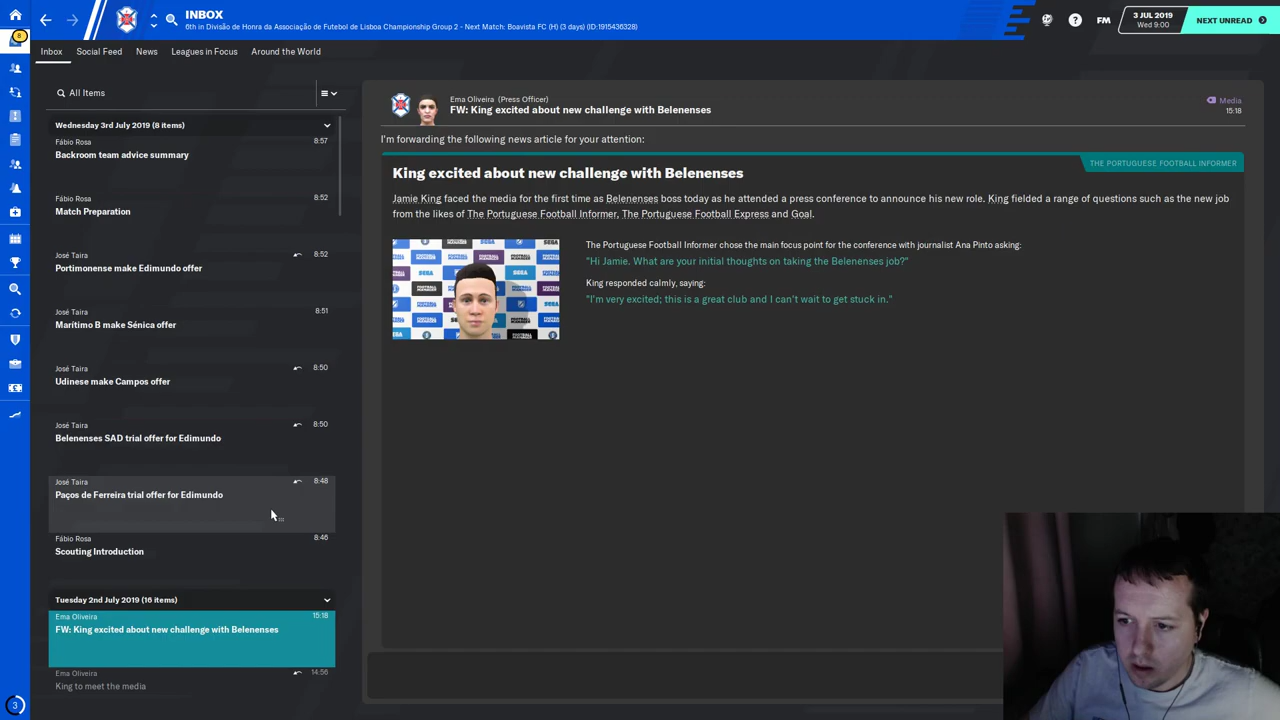 INBOX
6th in Divisão de Honra da Associação de Futebol de Lisboa Championship Group 2 - Next Match: Boavista FC (H) (3 days) (ID:1915436328)
FM
3 JUL 2019
Wed 9:00
NEXT UNREAD
8
Inbox
Social Feed
News
Leagues in Focus
Around the World
All Items
Wednesday 3rd July 2019 (8 items)
Fábio Rosa 8:57
Backroom team advice summary
Fábio Rosa 8:52
Match Preparation
José Taira 8:52
Portimonense make Edimundo offer
José Taira 8:51
Marítimo B make Sénica offer
José Taira 8:50
Udinese make Campos offer
José Taira 8:50
Belenenses SAD trial offer for Edimundo
José Taira 8:48
Paços de Ferreira trial offer for Edimundo
Fábio Rosa 8:46
Scouting Introduction
Tuesday 2nd July 2019 (16 items)
Ema Oliveira 15:18
FW: King excited about new challenge with Belenenses
Ema Oliveira 14:56
King to meet the media
3
Ema Oliveira (Press Officer)
FW: King excited about new challenge with Belenenses
Media
15:18
I'm forwarding the following news article for your attention:
THE PORTUGUESE FOOTBALL INFORMER
King excited about new challenge with Belenenses
Jamie King faced the media for the first time as Belenenses boss today as he attended a press conference to announce his new role. King fielded a range of questions such as the new job
from the likes of The Portuguese Football Informer, The Portuguese Football Express and Goal.
SEGA
The Portuguese Football Informer chose the main focus point for the conference with journalist Ana Pinto asking:
"Hi Jamie. What are your initial thoughts on taking the Belenenses job?"
King responded calmly, saying:
"I'm very excited; this is a great club and I can't wait to get stuck in."